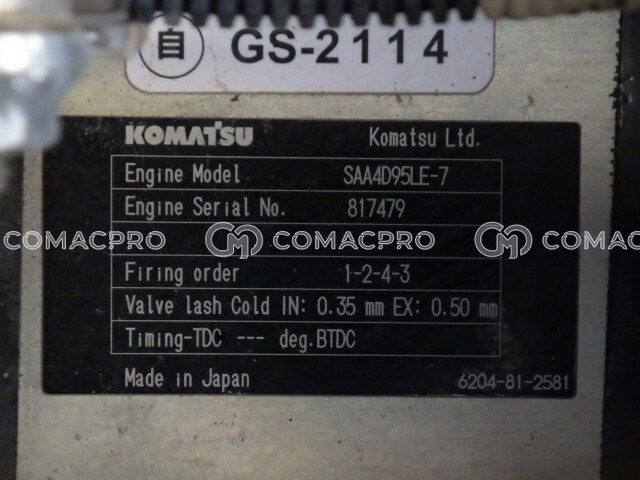 自 GS-2114
KOMATSU Komatsu Ltd.
Engine Model SAA4D95LE-7
Engine Serial No. 817479
COMACPRO COMACPRO COMACPRO
Firing order 1-2-4-3
Valve lash Cold IN: 0.35 mm EX: 0.50 mm
Timing-TDC --- deg.BTDC
Made in Japan 6204-81-2581